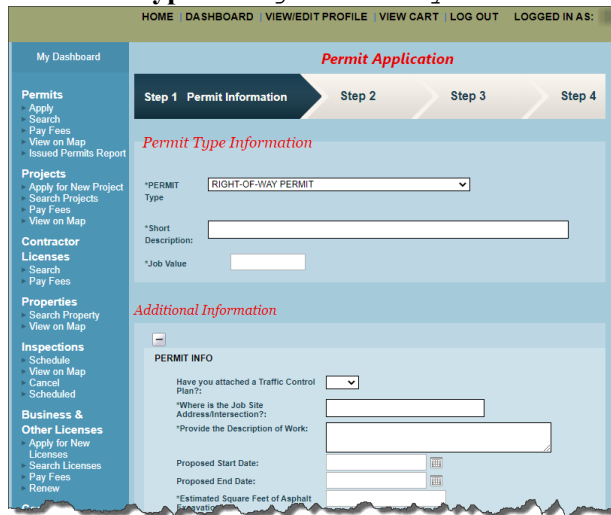 HOME | DASHBOARD | VIEW/EDIT PROFILE | VIEW CART | LOG OUT LOGGED IN AS:
My Dashboard
Permit Application
Permits
Apply
Search
Pay Fees
View on Map
Issued Permits Report
Projects
Apply for New Project
Search Projects
Pay Fees
View on Map
Contractor
Licenses
Search
Pay Fees
Properties
Search Property
View on Map
Inspections
Schedule
View on Map
Cancel
Scheduled
Business &
Other Licenses
Apply for New
Licenses
Search Licenses
Pay Fees
Renew
Step 1 Permit Information Step 2 Step 3 Step 4
Permit Type Information
*PERMIT
Type
RIGHT-OF-WAY PERMIT
*Short
Description:
*Job Value
Additional Information
PERMIT INFO
Have you attached a Traffic Control
Plan?:
*Where is the Job Site
Address/Intersection?:
*Provide the Description of Work:
Proposed Start Date:
Proposed End Date:
*Estimated Square Feet of Asphalt
Excavation